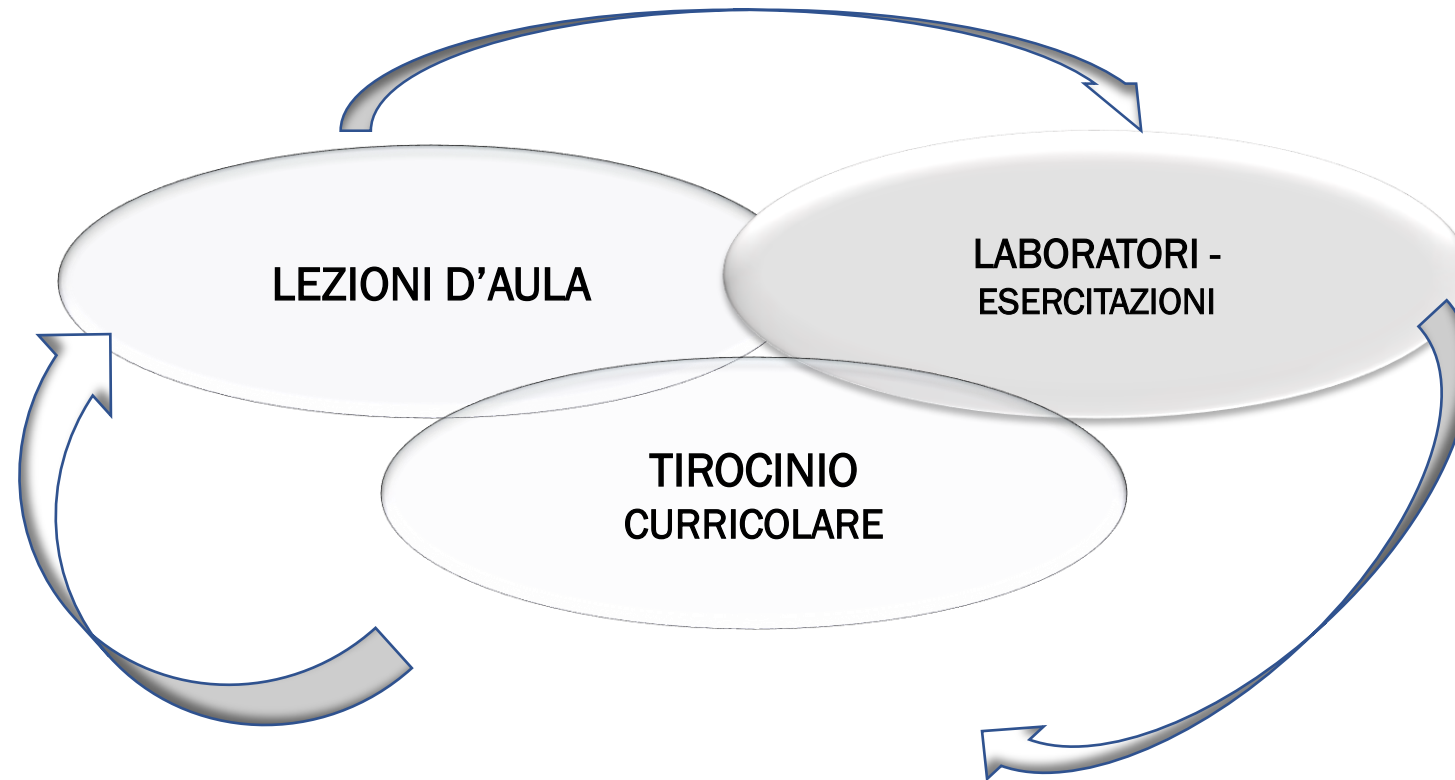 LEZIONI D’AULA
LABORATORI -
ESERCITAZIONI
TIROCINIO
CURRICOLARE